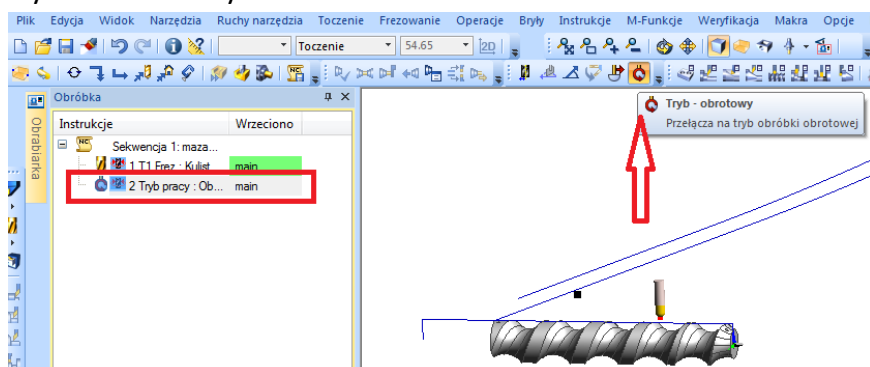 Plik Edycja Widok Narzędzia Ruchy narzędzia Toczenie Frezowanie Operacje Bryły Instrukcje M-Funkcje Weryfikacja Makra Opcje
Toczenie 54.65 2D
Obróbka
Instrukcje Wrzeciono
NC Sekwencja 1: maza...
1 T1 Frez : Kulist... main
2 Tryb pracy : Ob... main
Obrabiarka
Tryb - obrotowy
Przełącza na tryb obróbki obrotowej